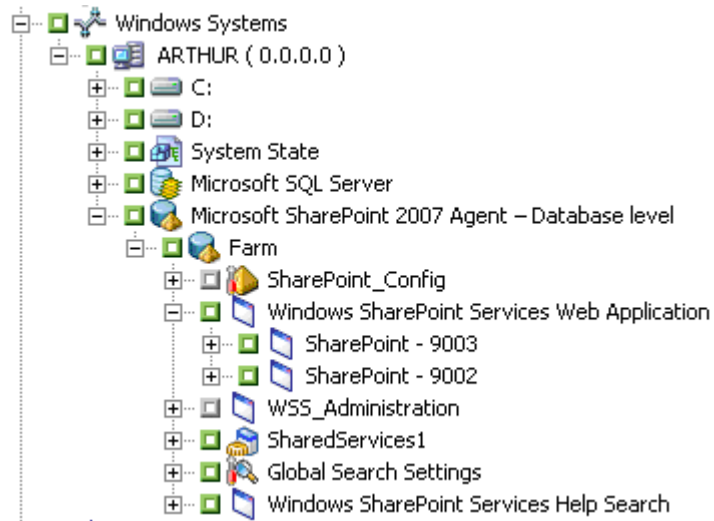 Windows Systems
ARTHUR ( 0.0.0.0 )
C:
D:
System State
Microsoft SQL Server
Microsoft SharePoint 2007 Agent – Database level
Farm
SharePoint_Config
Windows SharePoint Services Web Application
SharePoint - 9003
SharePoint - 9002
WSS_Administration
SharedServices1
Global Search Settings
Windows SharePoint Services Help Search